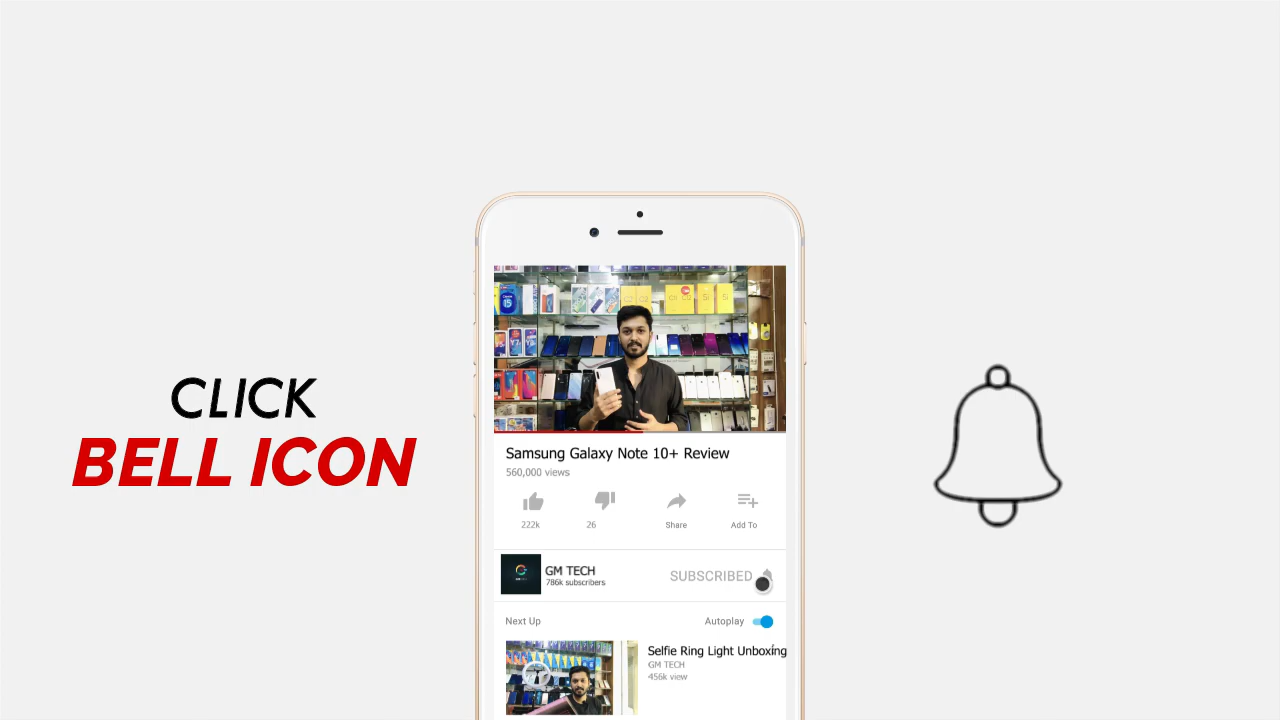 CLICK
BELL ICON
Samsung Galaxy Note 10+ Review
560,000 views
222k
26
Share
Add To
GM TECH
786k subscribers
SUBSCRIBED
Next Up
Autoplay
Selfie Ring Light Unboxing
GM TECH
456k view